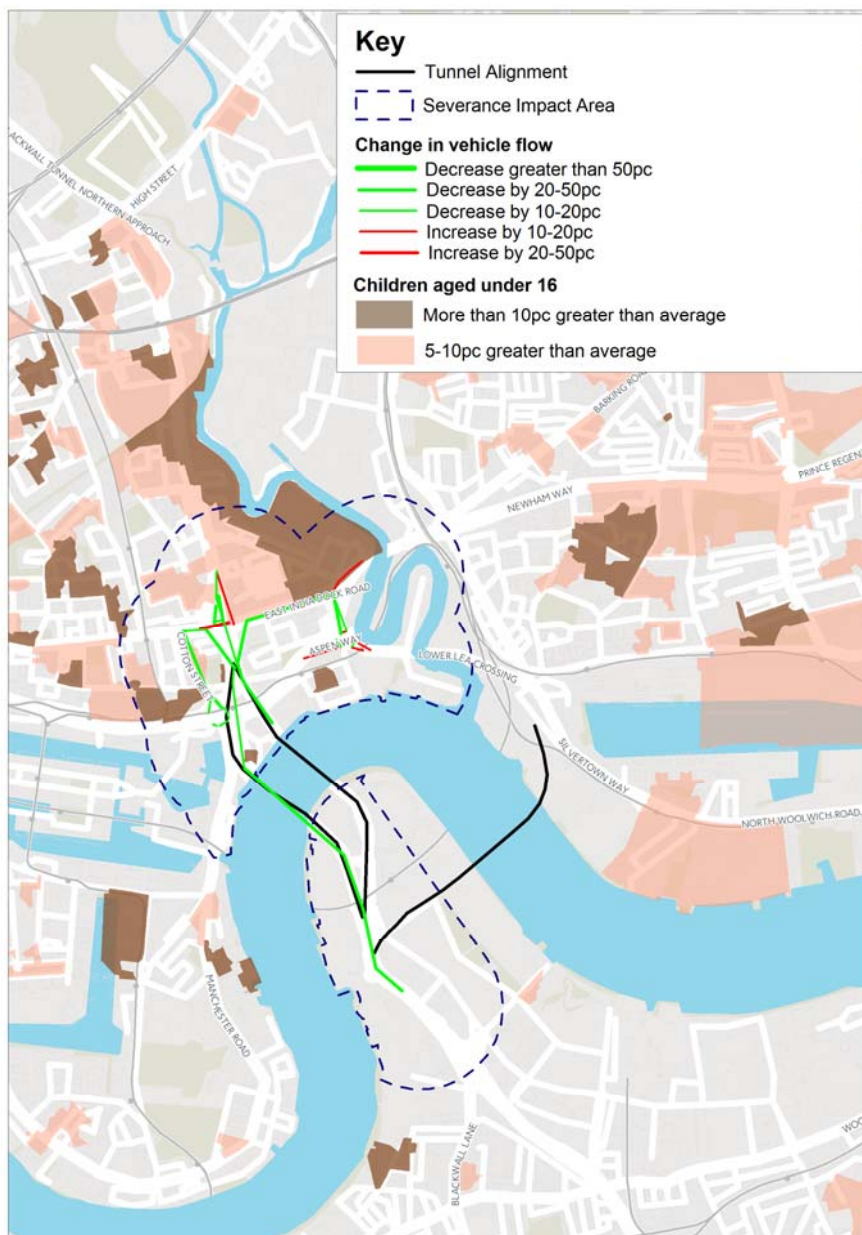 Key
Tunnel Alignment
Severance Impact Area
Change in vehicle flow
Decrease greater than 50pc
Decrease by 20-50pc
Decrease by 10-20pc
Increase by 10-20pc
Increase by 20-50pc
Children aged under 16
More than 10pc greater than average
5-10pc greater than average
ACKWALL TUNNEL NORTHERN APPROACH
HIGH STREET
BARKING ROAD
PRINCE REGEN
NEWHAM WAY
EAST INDIA DOCK ROAD
ASPEN WAY
COTTON STREET
LOWER LEA CROSSING
SILVERTOWN WAY
NORTH WOOLWICH ROAD
MANCHESTER ROAD
BLACKWALL LANE
WOO